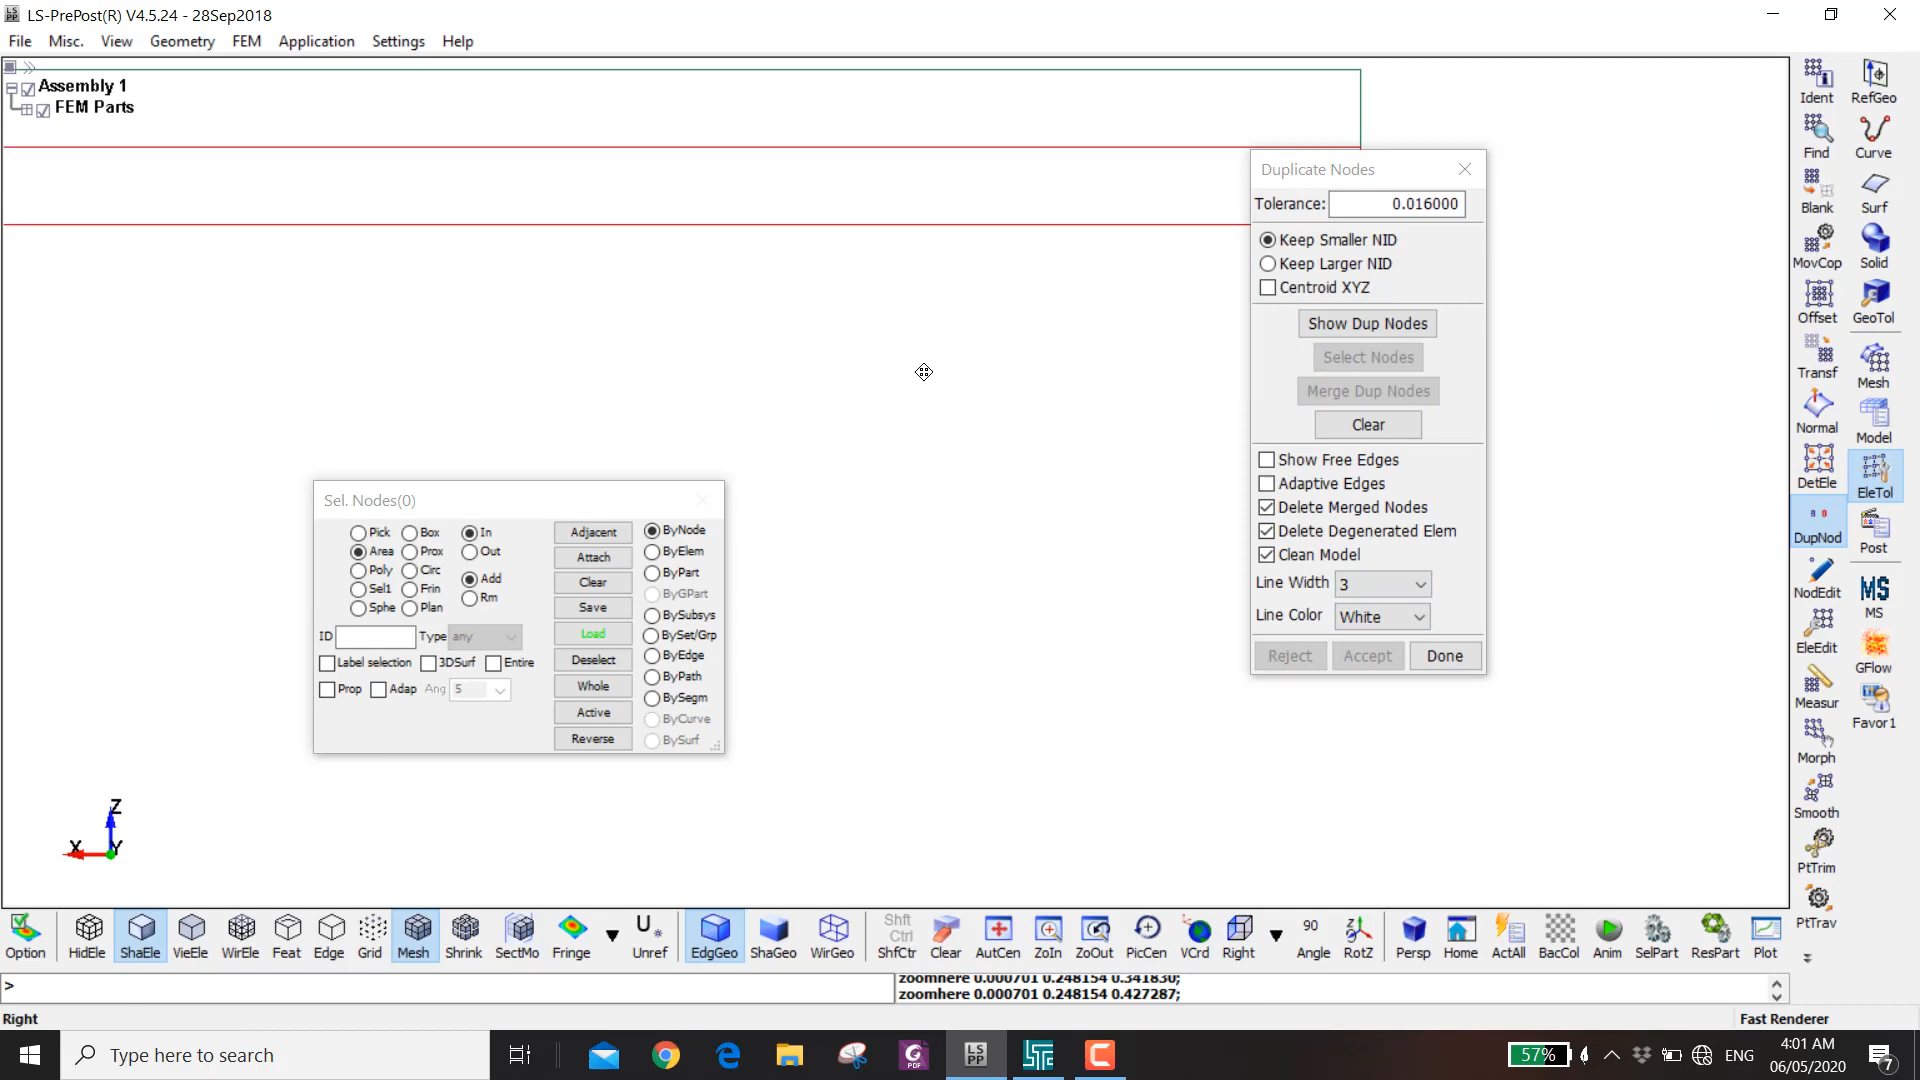 LS-PrePost(R) V4.5.24 - 28Sep2018
File Misc. View Geometry FEM Application Settings Help
Assembly 1
FEM Parts
Duplicate Nodes
Tolerance: 0.016000
Keep Smaller NID
Keep Larger NID
Centroid XYZ
Show Dup Nodes
Select Nodes
Merge Dup Nodes
Clear
Show Free Edges
Adaptive Edges
Delete Merged Nodes
Delete Degenerated Elem
Clean Model
Line Width 3
Line Color White
Reject Accept Done
Sel. Nodes(0)
Pick Box In Adjacent ByNode
Area Prox Out Attach ByElem
Poly Circ Add Clear ByPart
Sel1 Frin Rm Save ByGPart
Sphe Plan Load BySubsys
ID Type any Deselect BySet/Grp
Label selection 3DSurf Entire Whole ByEdge
Prop Adap Ang 5 Active ByPath
Reverse BySegm
ByCurve
BySurf
Z
X Y
Ident RefGeo
Find Curve
Blank Surf
MovCop Solid
Offset GeoTol
Transf Mesh
Normal Model
DetEle EleTol
DupNod Post
NodEdit MS
MS
EleEdit GFlow
Measur Favor1
Morph
Smooth
PtTrim
PtTrav
Option HidEle ShaEle VieEle WirEle Feat Edge Grid Mesh Shrink SectMo Fringe Unref EdgGeo ShaGeo WirGeo Shft Ctrl ShfCtr Clear AutCen ZoIn ZoOut PicCen VCrd Right 90 Angle RotZ Persp Home ActAll BacCol Anim SelPart ResPart Plot
>
zoomhere 0.000701 0.248154 0.341830;
zoomhere 0.000701 0.248154 0.427287;
Right
Fast Renderer
Type here to search
57%
ENG
4:01 AM
06/05/2020
7